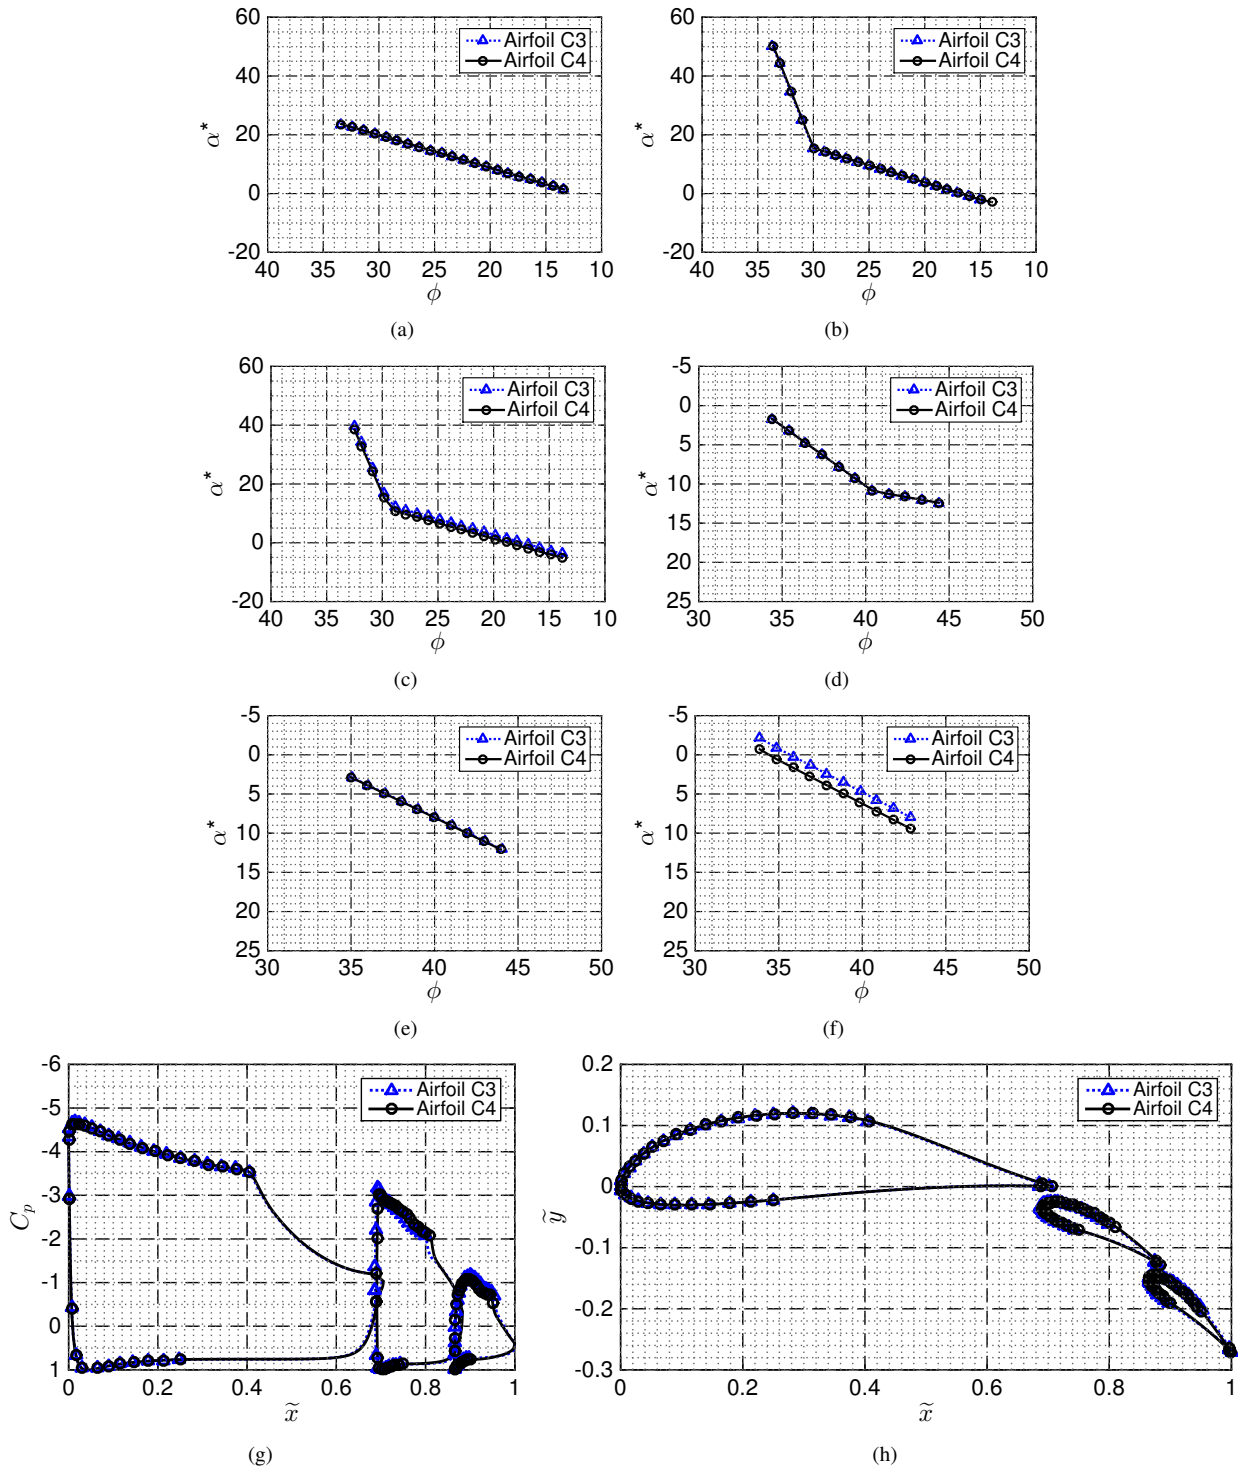 60
40
20
0
-20
α*
40 35 30 25 20 15 10
ϕ
Airfoil C3
Airfoil C4
(a)
60
40
20
0
-20
α*
40 35 30 25 20 15 10
ϕ
Airfoil C3
Airfoil C4
(b)
60
40
20
0
-20
α*
40 35 30 25 20 15 10
ϕ
Airfoil C3
Airfoil C4
(c)
-5
0
5
10
15
20
25
α*
30 35 40 45 50
ϕ
Airfoil C3
Airfoil C4
(d)
-5
0
5
10
15
20
25
α*
30 35 40 45 50
ϕ
Airfoil C3
Airfoil C4
(e)
-5
0
5
10
15
20
25
α*
30 35 40 45 50
ϕ
Airfoil C3
Airfoil C4
(f)
-6
-5
-4
-3
-2
-1
0
1
C_p
0 0.2 0.4 0.6 0.8 1
x̃
Airfoil C3
Airfoil C4
(g)
0.2
0.1
0
-0.1
-0.2
-0.3
ỹ
0 0.2 0.4 0.6 0.8 1
x̃
Airfoil C3
Airfoil C4
(h)